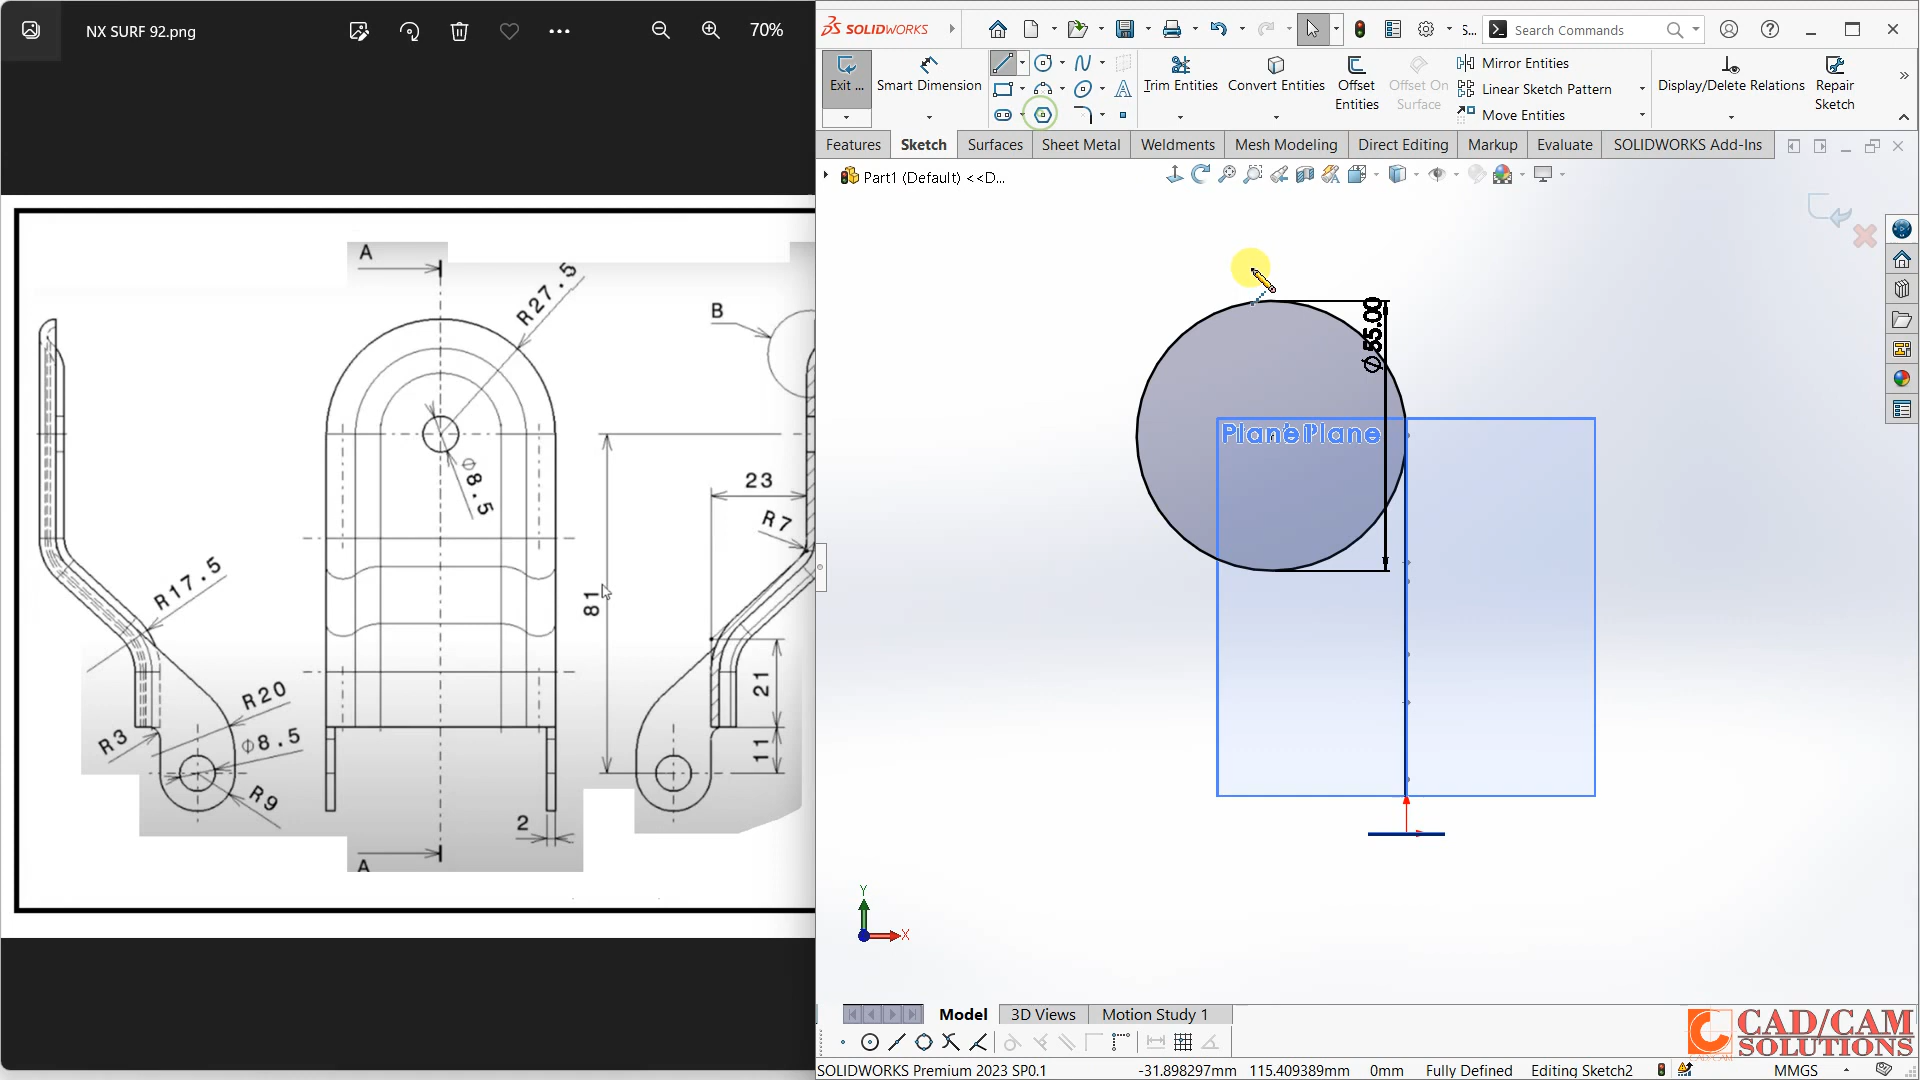 NX SURF 92.png
70%
A
R27.5
B
Ø8.5
23
R7
R17.5
81
R20
21
R3
Ø8.5
11
R9
2
A
SOLIDWORKS
S...
Search Commands
Exit ...
Smart Dimension
Trim Entities
Convert Entities
Offset Entities
Offset On Surface
Mirror Entities
Linear Sketch Pattern
Move Entities
Display/Delete Relations
Repair Sketch
Features
Sketch
Surfaces
Sheet Metal
Weldments
Mesh Modeling
Direct Editing
Markup
Evaluate
SOLIDWORKS Add-Ins
Part1 (Default) <<D...
Ø55.00
Plane
Plane
Y
X
Model
3D Views
Motion Study 1
CAD/CAM
SOLUTIONS
SOLIDWORKS Premium 2023 SP0.1
-31.898297mm
115.409389mm
0mm
Fully Defined
Editing Sketch2
MMGS